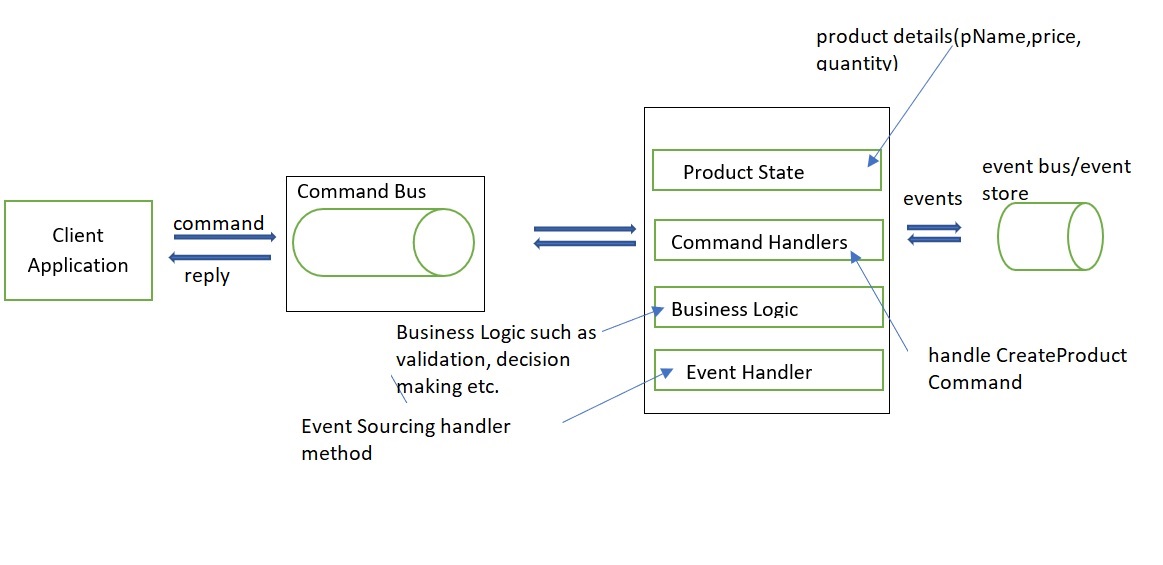 product details(pName,price,
quantity)
Product State
event bus/event
store
events
Command Bus
command
Client
Application
reply
Command Handlers
Business Logic
Business Logic such as
validation, decision
making etc.
handle CreateProduct
Command
Event Handler
Event Sourcing handler
method